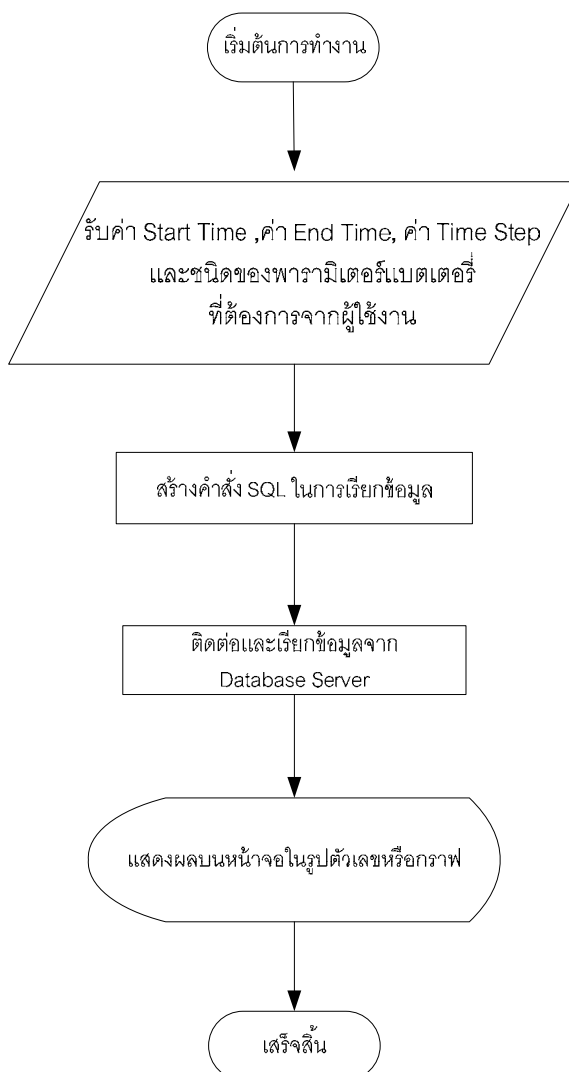 เริ่มต้นการทำงาน
รับค่า Start Time ,ค่า End Time, ค่า Time Step
และชนิดของพารามิเตอร์แบตเตอรี่
ที่ต้องการจากผู้ใช้งาน
สร้างคำสั่ง SQL ในการเรียกข้อมูล
ติดต่อและเรียกข้อมูลจาก
Database Server
แสดงผลบนหน้าจอในรูปตัวเลขหรือกราฟ
เสร็จสิ้น